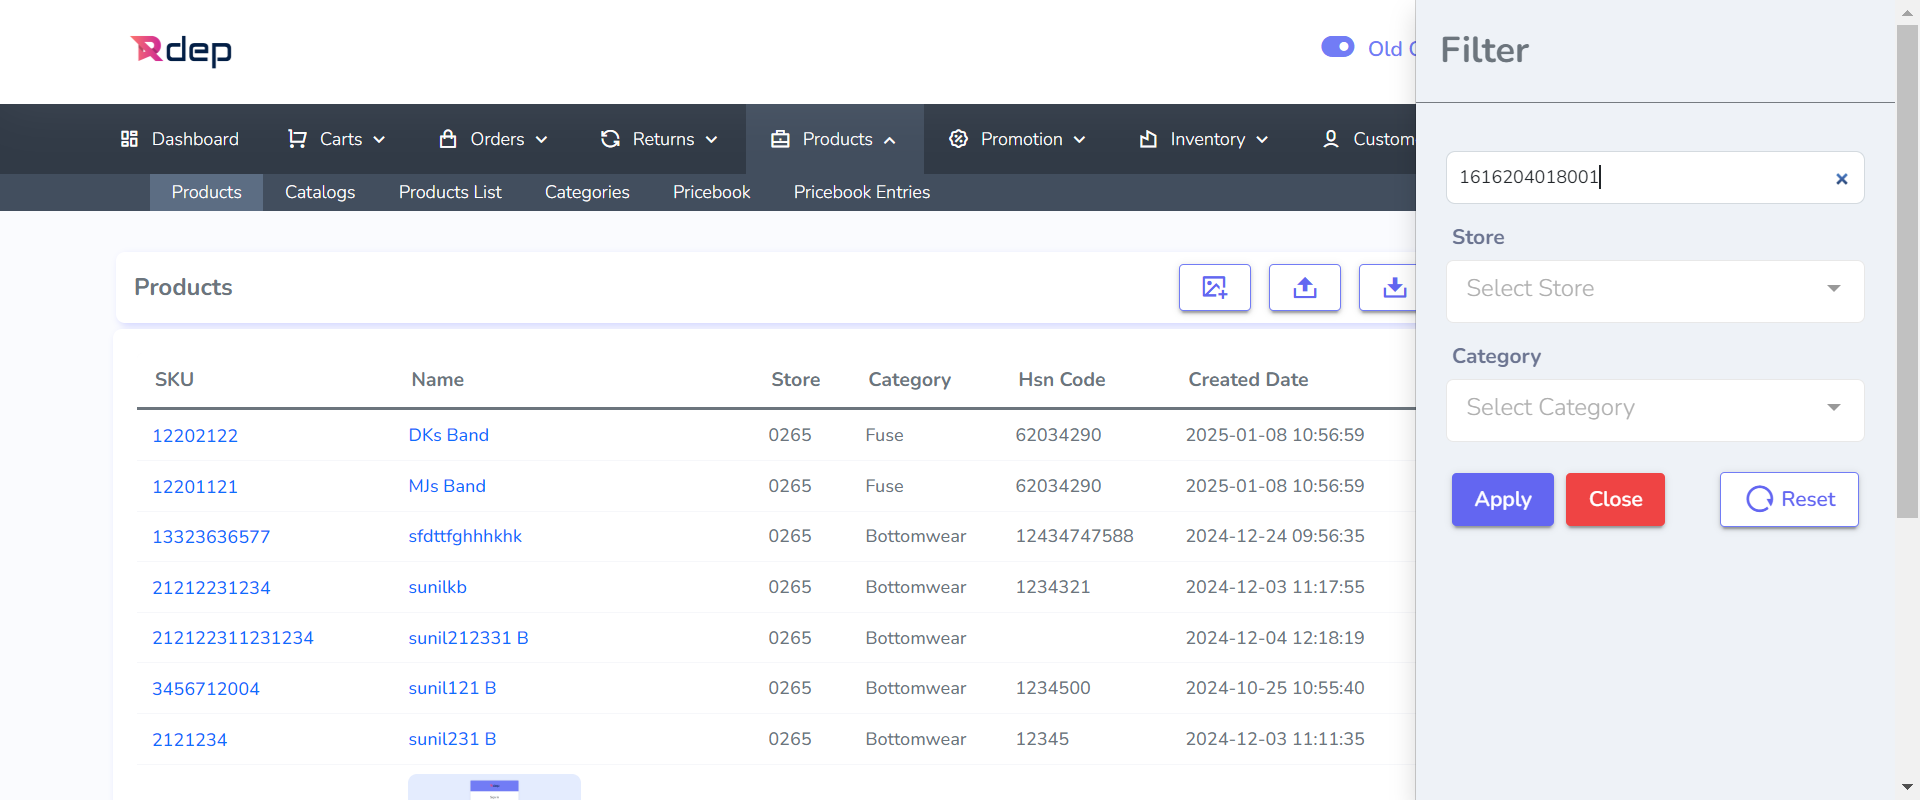 Rdep
Old
Filter
Dashboard Carts Orders Returns Products Promotion Inventory Custom
Products Catalogs Products List Categories Pricebook Pricebook Entries
1616204018001
Store
Select Store
Category
Select Category
Apply Close Reset
Products
SKU Name Store Category Hsn Code Created Date
12202122 DKs Band 0265 Fuse 62034290 2025-01-08 10:56:59
12201121 MJs Band 0265 Fuse 62034290 2025-01-08 10:56:59
13323636577 sfdttfghhhkhk 0265 Bottomwear 12434747588 2024-12-24 09:56:35
21212231234 sunilkb 0265 Bottomwear 1234321 2024-12-03 11:17:55
212122311231234 sunil212331 B 0265 Bottomwear 2024-12-04 12:18:19
3456712004 sunil121 B 0265 Bottomwear 1234500 2024-10-25 10:55:40
2121234 sunil231 B 0265 Bottomwear 12345 2024-12-03 11:11:35